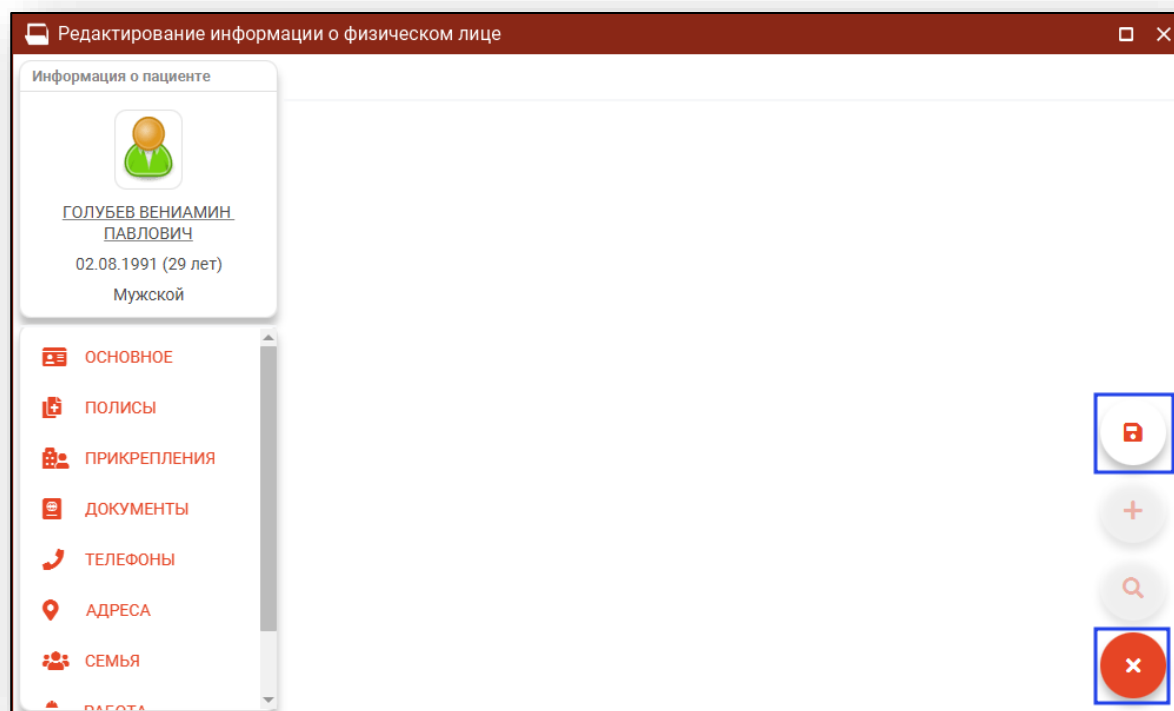 Редактирование информации о физическом лице
Информация о пациенте
ГОЛУБЕВ ВЕНИАМИН
ПАВЛОВИЧ
02.08.1991 (29 лет)
Мужской
ОСНОВНОЕ
ПОЛИСЫ
ПРИКРЕПЛЕНИЯ
ДОКУМЕНТЫ
ТЕЛЕФОНЫ
АДРЕСА
СЕМЬЯ
РАБОТА